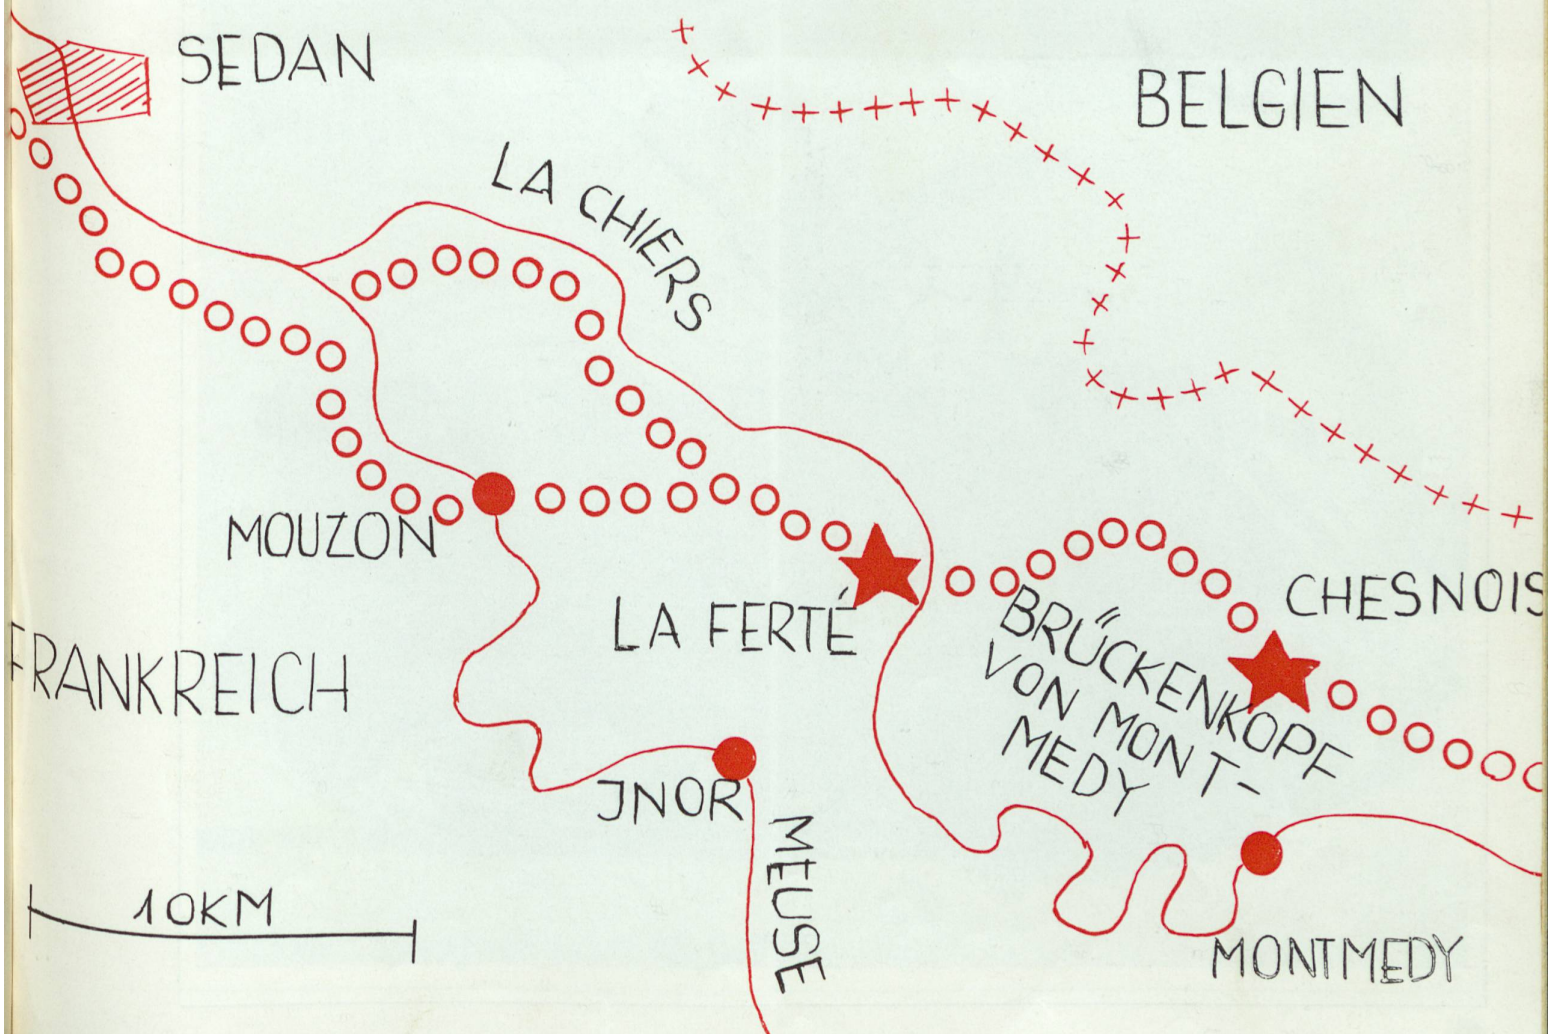 SEDAN
BELGIEN
LA CHIERS
MOUZON
CHESNOIS
LA FERTÉ
BRÜCKENKOPF
VON MONT-
MEDY
FRANKREICH
JNOR
MEUSE
10KM
MONTMEDY